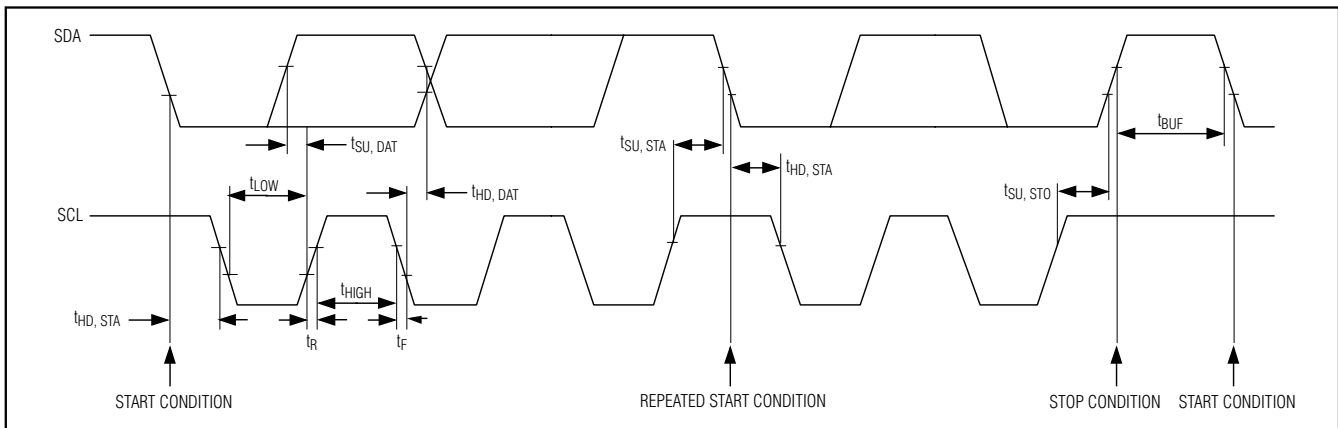 SDA
tSU, DAT
tHD, DAT
tSU, STA
tHD, STA
tBUF
tSU, STO
tLOW
SCL
tHIGH
tHD, STA
tR
tF
START CONDITION
REPEATED START CONDITION
STOP CONDITION
START CONDITION